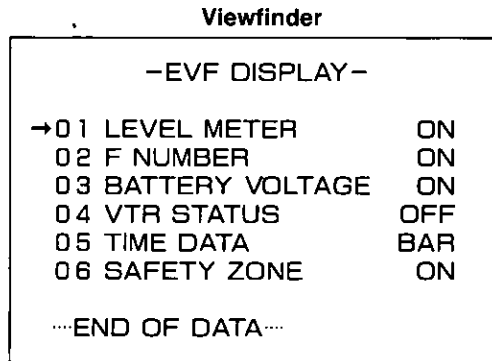 Viewfinder
–EVF DISPLAY–
→01 LEVEL METER ON
02 F NUMBER ON
03 BATTERY VOLTAGE ON
04 VTR STATUS OFF
05 TIME DATA BAR
06 SAFETY ZONE ON
····END OF DATA····